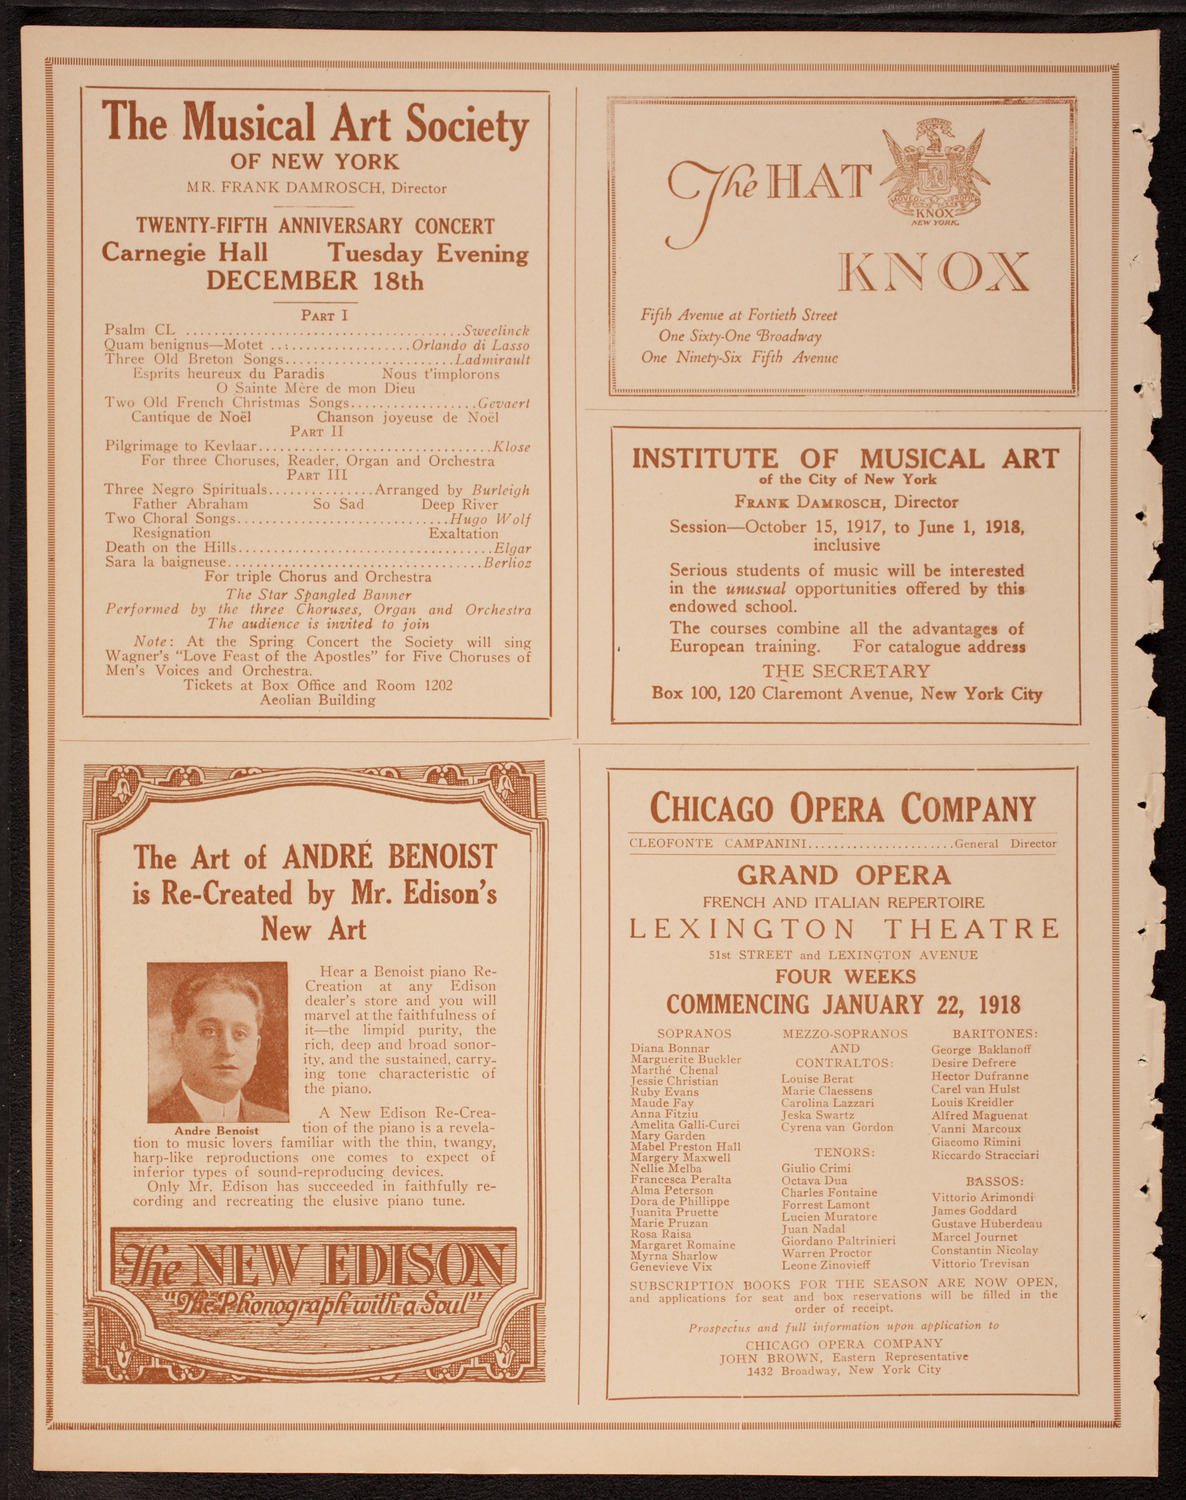 The Musical Art Society
OF NEW YORK
MR. FRANK DAMROSCH, Director
TWENTY-FIFTH ANNIVERSARY CONCERT
Carnegie Hall Tuesday Evening
DECEMBER 18th
PART I
Psalm CL ......................................Sweelinck
Quam benignus—Motet ...................Orlando di Lasso
Three Old Breton Songs.......................Ladmirault
Esprits heureux du Paradis Nous t'implorons
O Sainte Mère de mon Dieu
Two Old French Christmas Songs.................Gevaert
Cantique de Noël Chanson joyeuse de Noël
PART II
Pilgrimage to Kevlaar................................Klose
For three Choruses, Reader, Organ and Orchestra
PART III
Three Negro Spirituals..............Arranged by Burleigh
Father Abraham So Sad Deep River
Two Choral Songs.............................Hugo Wolf
Resignation Exaltation
Death on the Hills...................................Elgar
Sara la baigneuse..................................Berlioz
For triple Chorus and Orchestra
The Star Spangled Banner
Performed by the three Choruses, Organ and Orchestra
The audience is invited to join
Note: At the Spring Concert the Society will sing
Wagner's "Love Feast of the Apostles" for Five Choruses of
Men's Voices and Orchestra.
Tickets at Box Office and Room 1202
Aeolian Building
The HAT
KNOX
NEW YORK.
KNOX
Fifth Avenue at Fortieth Street
One Sixty-One Broadway
One Ninety-Six Fifth Avenue
INSTITUTE OF MUSICAL ART
of the City of New York
FRANK DAMROSCH, Director
Session—October 15, 1917, to June 1, 1918,
inclusive
Serious students of music will be interested
in the unusual opportunities offered by this
endowed school.
The courses combine all the advantages of
European training. For catalogue address
THE SECRETARY
Box 100, 120 Claremont Avenue, New York City
The Art of ANDRÉ BENOIST
is Re-Created by Mr. Edison's
New Art
Hear a Benoist piano Re-
Creation at any Edison
dealer's store and you will
marvel at the faithfulness of
it—the limpid purity, the
rich, deep and broad sonor-
ity, and the sustained, carry-
ing tone characteristic of
the piano.
A New Edison Re-Crea-
Andre Benoist
tion of the piano is a revela-
tion to music lovers familiar with the thin, twangy,
harp-like reproductions one comes to expect of
inferior types of sound-reproducing devices.
Only Mr. Edison has succeeded in faithfully re-
cording and recreating the elusive piano tune.
The NEW EDISON
"The Phonograph with a Soul"
CHICAGO OPERA COMPANY
CLEOFONTE CAMPANINI......................General Director
GRAND OPERA
FRENCH AND ITALIAN REPERTOIRE
LEXINGTON THEATRE
51st STREET and LEXINGTON AVENUE
FOUR WEEKS
COMMENCING JANUARY 22, 1918
SOPRANOS
Diana Bonnar
Marguerite Buckler
Marthé Chenal
Jessie Christian
Ruby Evans
Maude Fay
Anna Fitziu
Amelita Galli-Curci
Mary Garden
Mabel Preston Hall
Margery Maxwell
Nellie Melba
Francesca Peralta
Alma Peterson
Dora de Phillippe
Juanita Pruette
Marie Pruzan
Rosa Raisa
Margaret Romaine
Myrna Sharlow
Genevieve Vix
MEZZO-SOPRANOS
AND
CONTRALTOS:
Louise Berat
Marie Claessens
Carolina Lazzari
Jeska Swartz
Cyrena van Gordon
TENORS:
Giulio Crimi
Octava Dua
Charles Fontaine
Forrest Lamont
Lucien Muratore
Juan Nadal
Giordano Paltrinieri
Warren Proctor
Leone Zinovieff
BARITONES:
George Baklanoff
Desire Defrere
Hector Dufranne
Carel van Hulst
Louis Kreidler
Alfred Maguenat
Vanni Marcoux
Giacomo Rimini
Riccardo Stracciari
BASSOS:
Vittorio Arimondi
James Goddard
Gustave Huberdeau
Marcel Journet
Constantin Nicolay
Vittorio Trevisan
SUBSCRIPTION BOOKS FOR THE SEASON ARE NOW OPEN,
and applications for seat and box reservations will be filled in the
order of receipt.
Prospectus and full information upon application to
CHICAGO OPERA COMPANY
JOHN BROWN, Eastern Representative
1432 Broadway, New York City